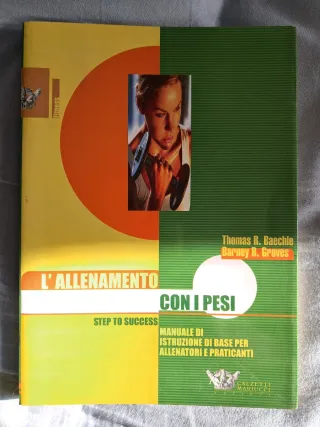 Thomas R. Baechle
Barney R. Groves
L'ALLENAMENTO
CON I PESI
STEP TO SUCCESS
MANUALE DI
ISTRUZIONE DI BASE PER
ALLENATORI E PRATICANTI
CALZETTI
MARIUCCI